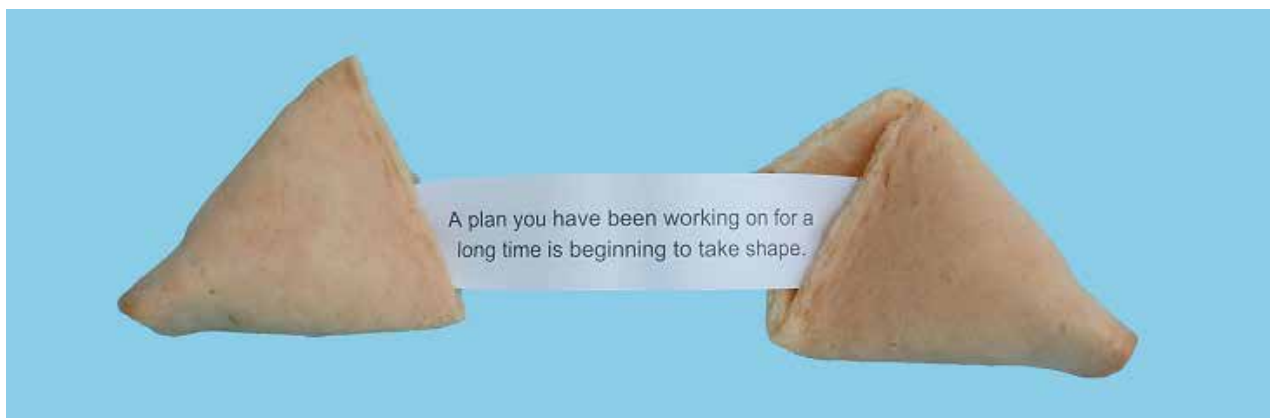 A plan you have been working on for a
long time is beginning to take shape.